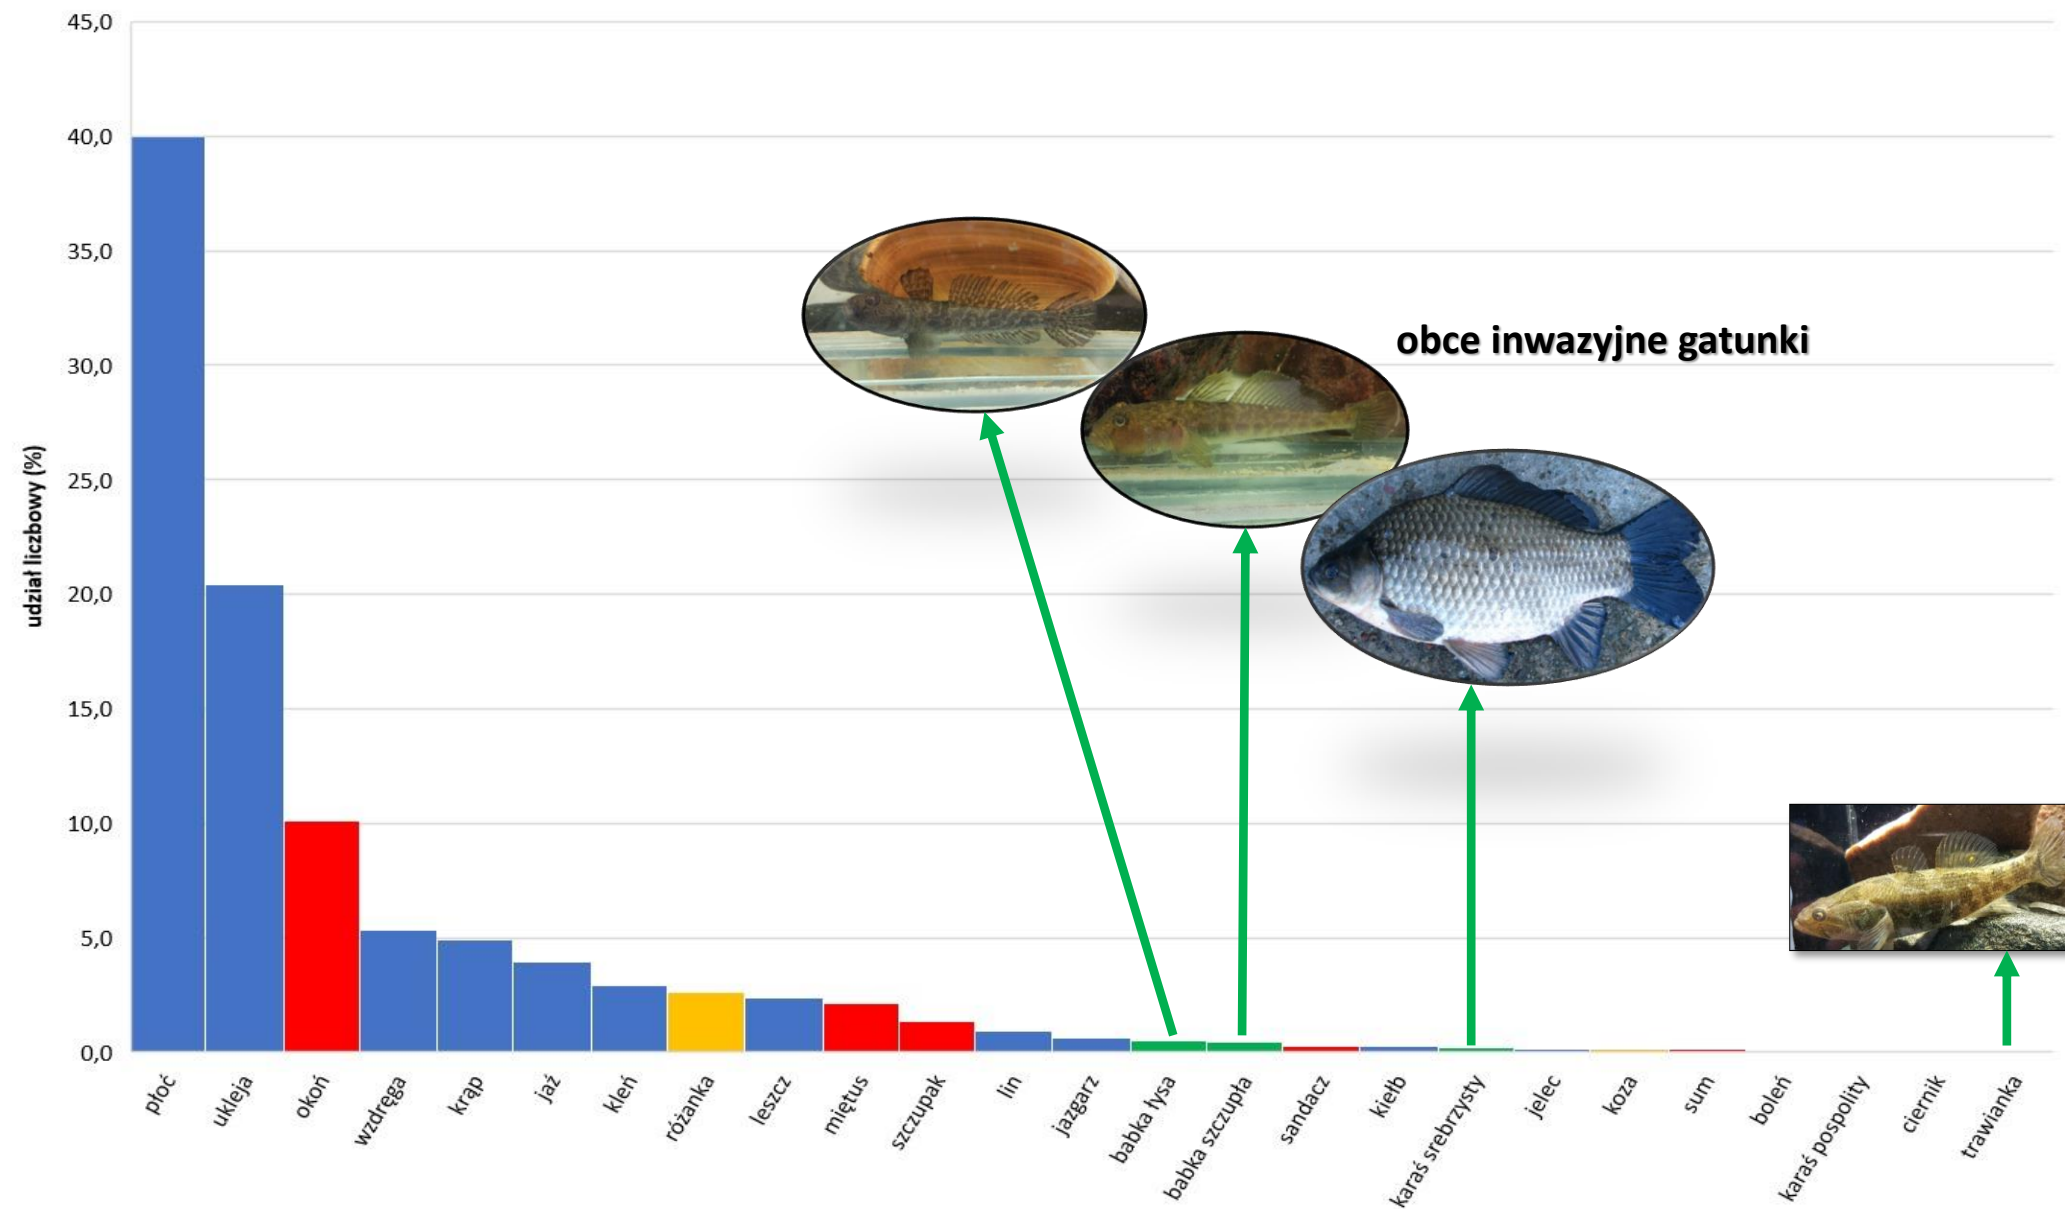 45,0
40,0
35,0
30,0
25,0
20,0
15,0
10,0
5,0
0,0
udział liczbowy (%)
obce inwazyjne gatunki
płoć
ukleja
okoń
wzdręga
krąp
jaź
kleń
różanka
leszcz
miętus
szczupak
lin
jazgarz
babka łysa
babka szczupła
sandacz
kiełb
karaś srebrzysty
jelec
koza
sum
boleń
karaś pospolity
ciernik
trawianka